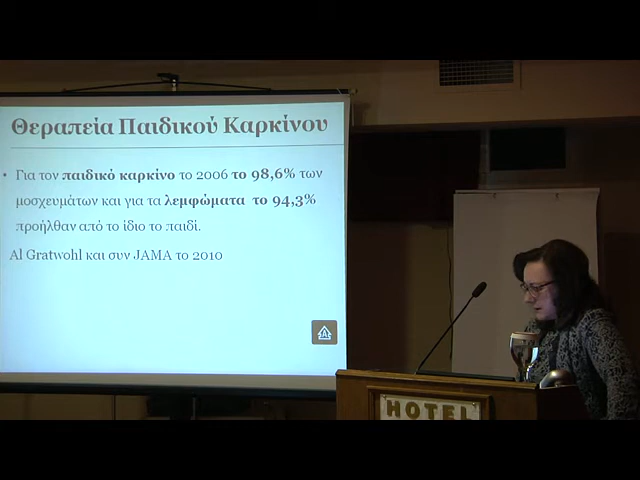 Θεραπεία Παιδικού Καρκίνου
• Για τον παιδικό καρκίνο το 2006 το 98,6% των
μοσχευμάτων και για τα λεμφώματα το 94,3%
προήλθαν από το ίδιο το παιδί.
Al Gratwohl και συν JAMA το 2010
HOTEL